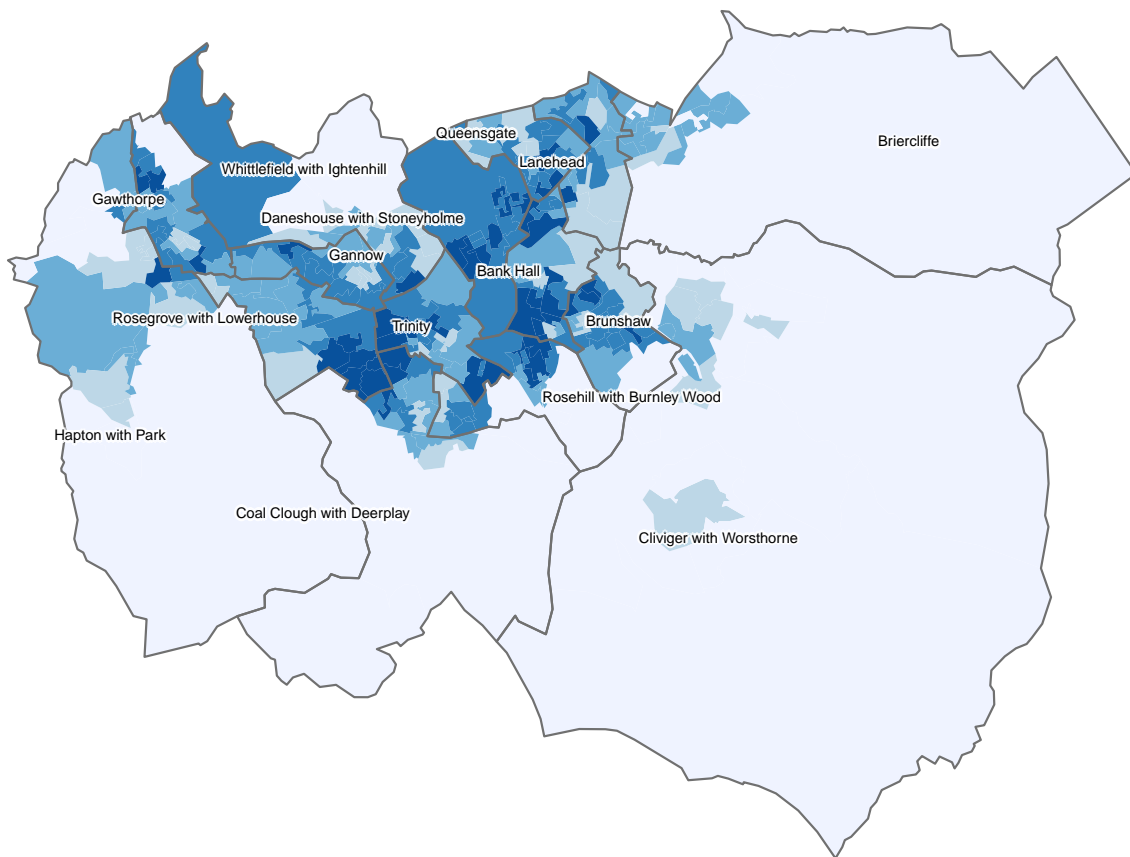 Queensgate
Briercliffe
Lanehead
Whittlefield with Ightenhill
Gawthorpe
Daneshouse with Stoneyholme
Gannow
Bank Hall
Rosegrove with Lowerhouse
Trinity
Brunshaw
Rosehill with Burnley Wood
Hapton with Park
Coal Clough with Deerplay
Cliviger with Worsthorne